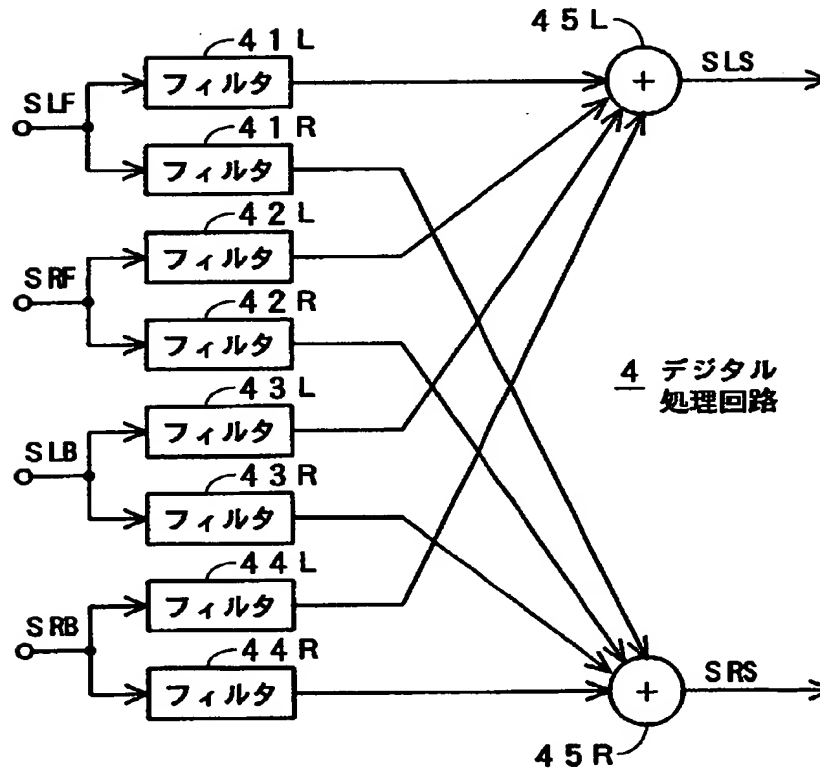 41L
45L
フィルタ
+
SLS
SLF
41R
フィルタ
42L
フィルタ
SRF
42R
フィルタ
4 デジタル
処理回路
43L
フィルタ
SLB
43R
フィルタ
44L
フィルタ
SRB
44R
フィルタ
+
SRS
45R